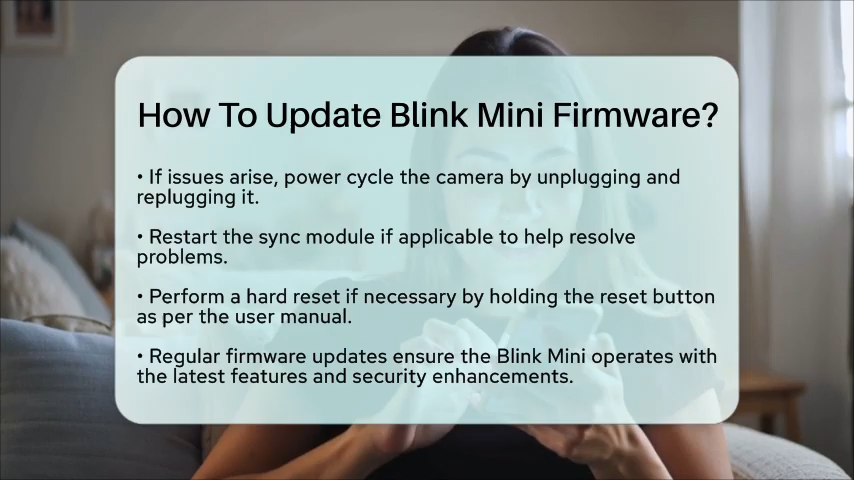 How To Update Blink Mini Firmware?
• If issues arise, power cycle the camera by unplugging and
replugging it.
• Restart the sync module if applicable to help resolve
problems.
• Perform a hard reset if necessary by holding the reset button
as per the user manual.
• Regular firmware updates ensure the Blink Mini operates with
the latest features and security enhancements.